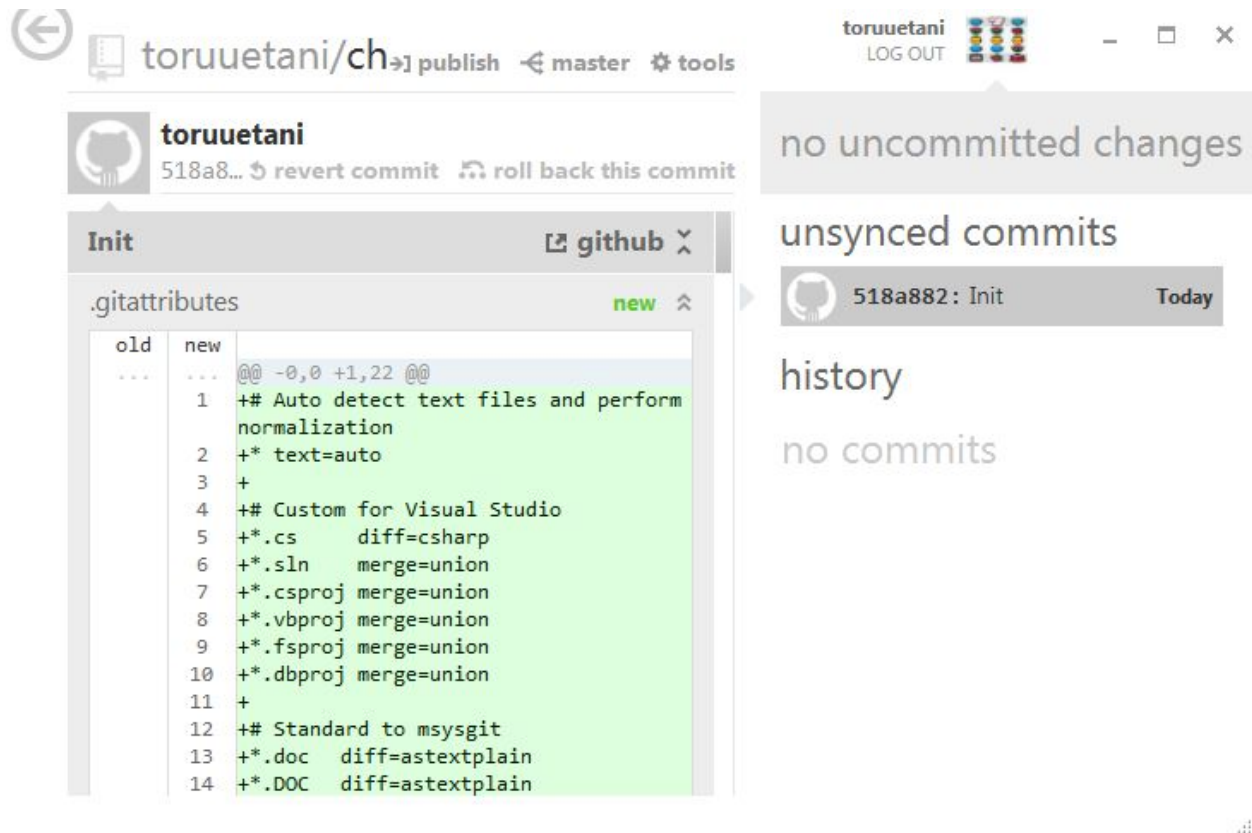 toruuetani/ch publish master tools
toruuetani
LOG OUT
toruuetani
518a8... revert commit roll back this commit
Init github
.gitattributes new
old new
... ... @@ -0,0 +1,22 @@
1 +# Auto detect text files and perform
normalization
2 +* text=auto
3 +
4 +# Custom for Visual Studio
5 +*.cs     diff=csharp
6 +*.sln    merge=union
7 +*.csproj merge=union
8 +*.vbproj merge=union
9 +*.fsproj merge=union
10 +*.dbproj merge=union
11 +
12 +# Standard to msysgit
13 +*.doc   diff=astextplain
14 +*.DOC   diff=astextplain
no uncommitted changes
unsynced commits
518a882: Init Today
history
no commits